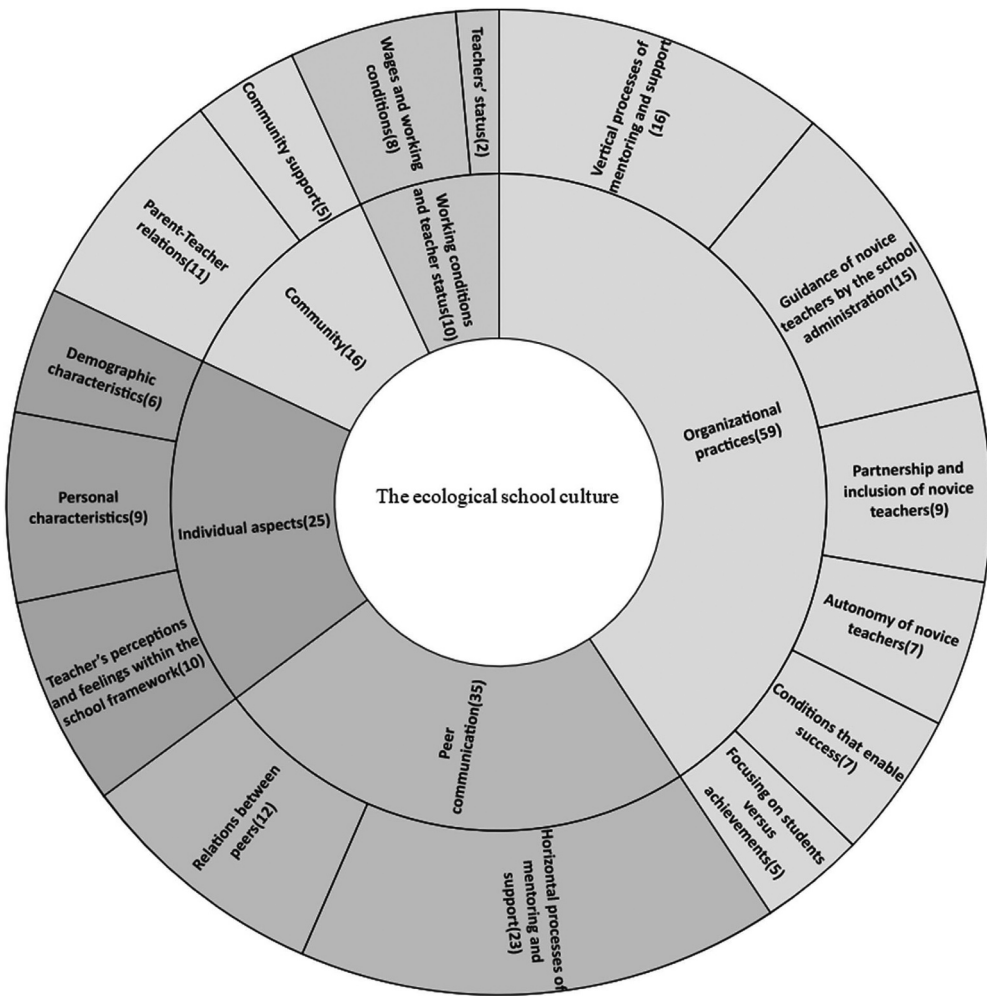 The ecological school culture
Organizational
practices(59)
Vertical processes of
mentoring and support
(16)
Guidance of novice
teachers by the school
administration(15)
Partnership and
inclusion of novice
teachers(9)
Autonomy of novice
teachers(7)
Conditions that enable
success(7)
Focusing on students
versus
achievements(5)
Peer
communication(35)
Horizontal processes of
mentoring and
support(23)
Relations between
peers(12)
Individual aspects(25)
Teacher's perceptions
and feelings within the
school framework(10)
Personal
characteristics(9)
Demographic
characteristics(6)
Community(16)
Parent-Teacher
relations(11)
Community support(5)
Working conditions
and teacher status(10)
Wages and working
conditions(8)
Teachers' status(2)